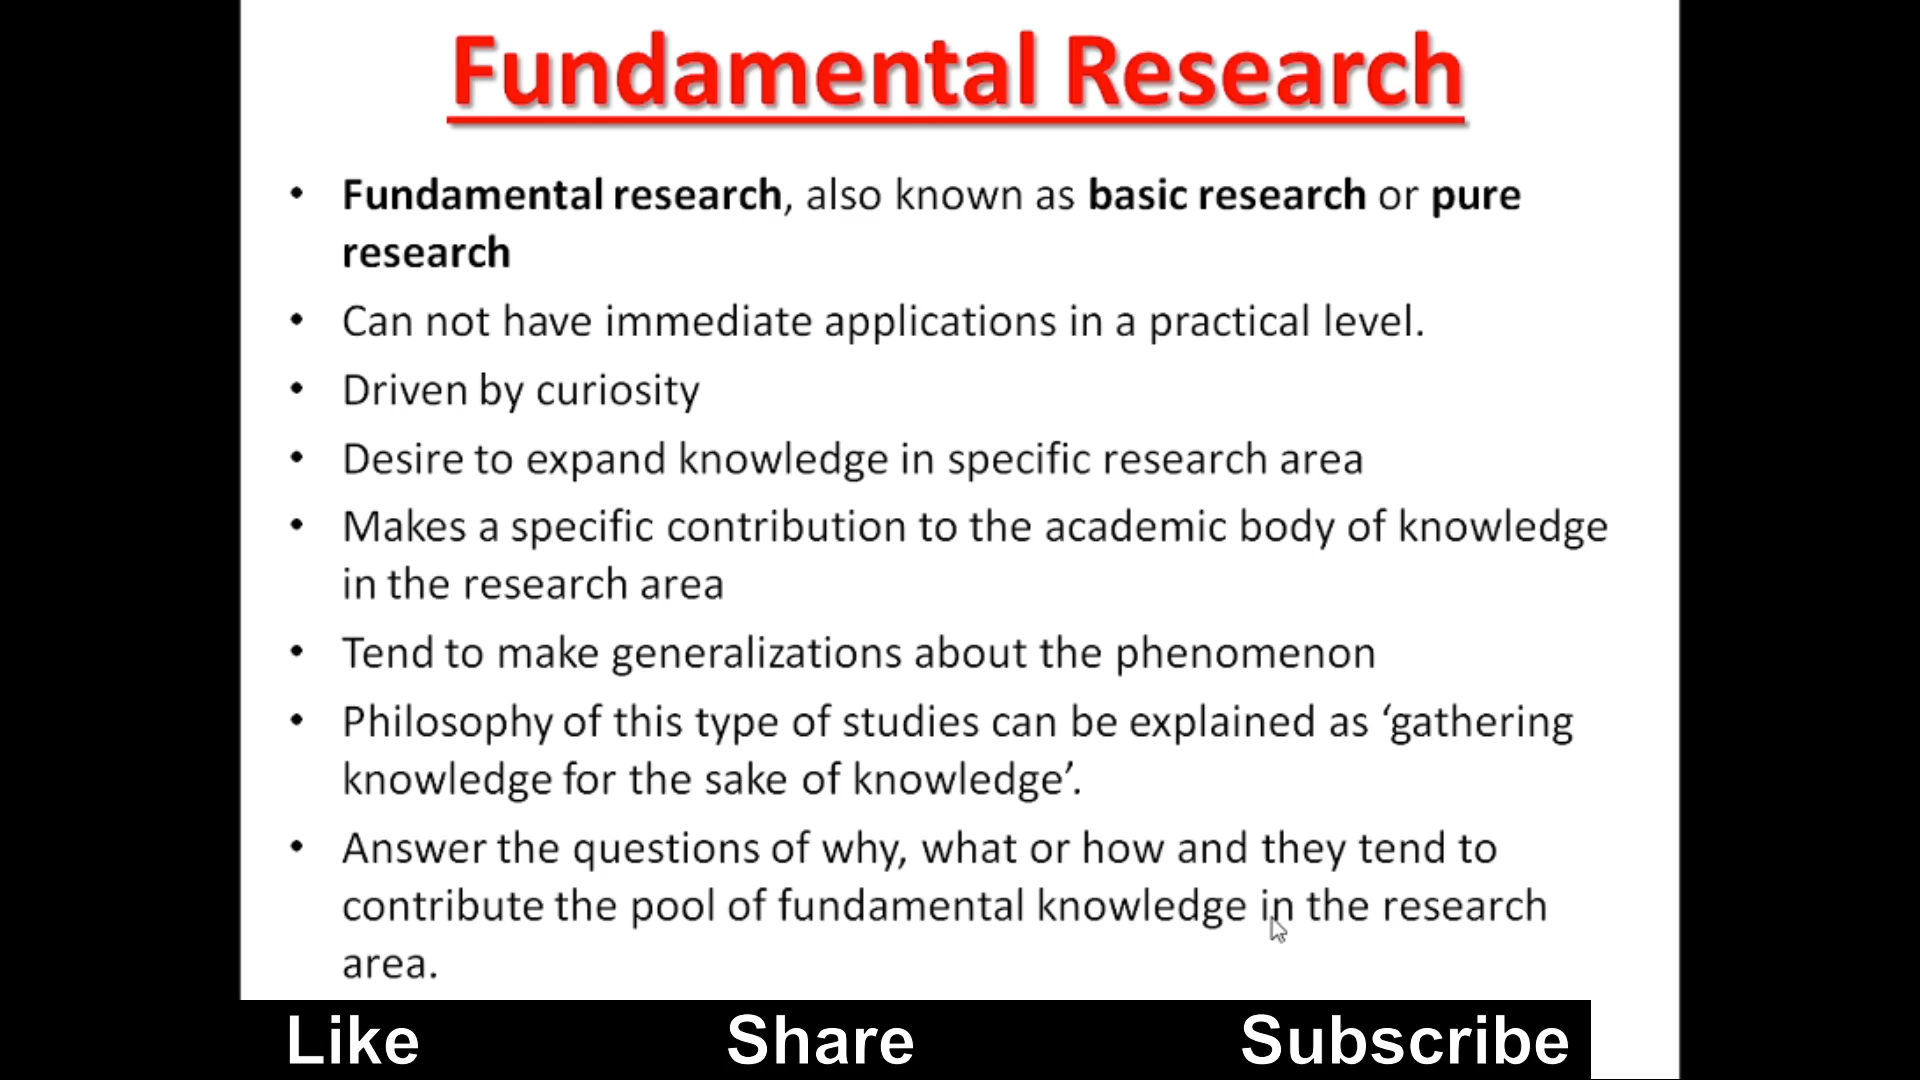 Fundamental Research
• Fundamental research, also known as basic research or pure
research
• Can not have immediate applications in a practical level.
• Driven by curiosity
• Desire to expand knowledge in specific research area
• Makes a specific contribution to the academic body of knowledge
in the research area
• Tend to make generalizations about the phenomenon
• Philosophy of this type of studies can be explained as ‘gathering
knowledge for the sake of knowledge’.
• Answer the questions of why, what or how and they tend to
contribute the pool of fundamental knowledge in the research
area.
Like Share Subscribe